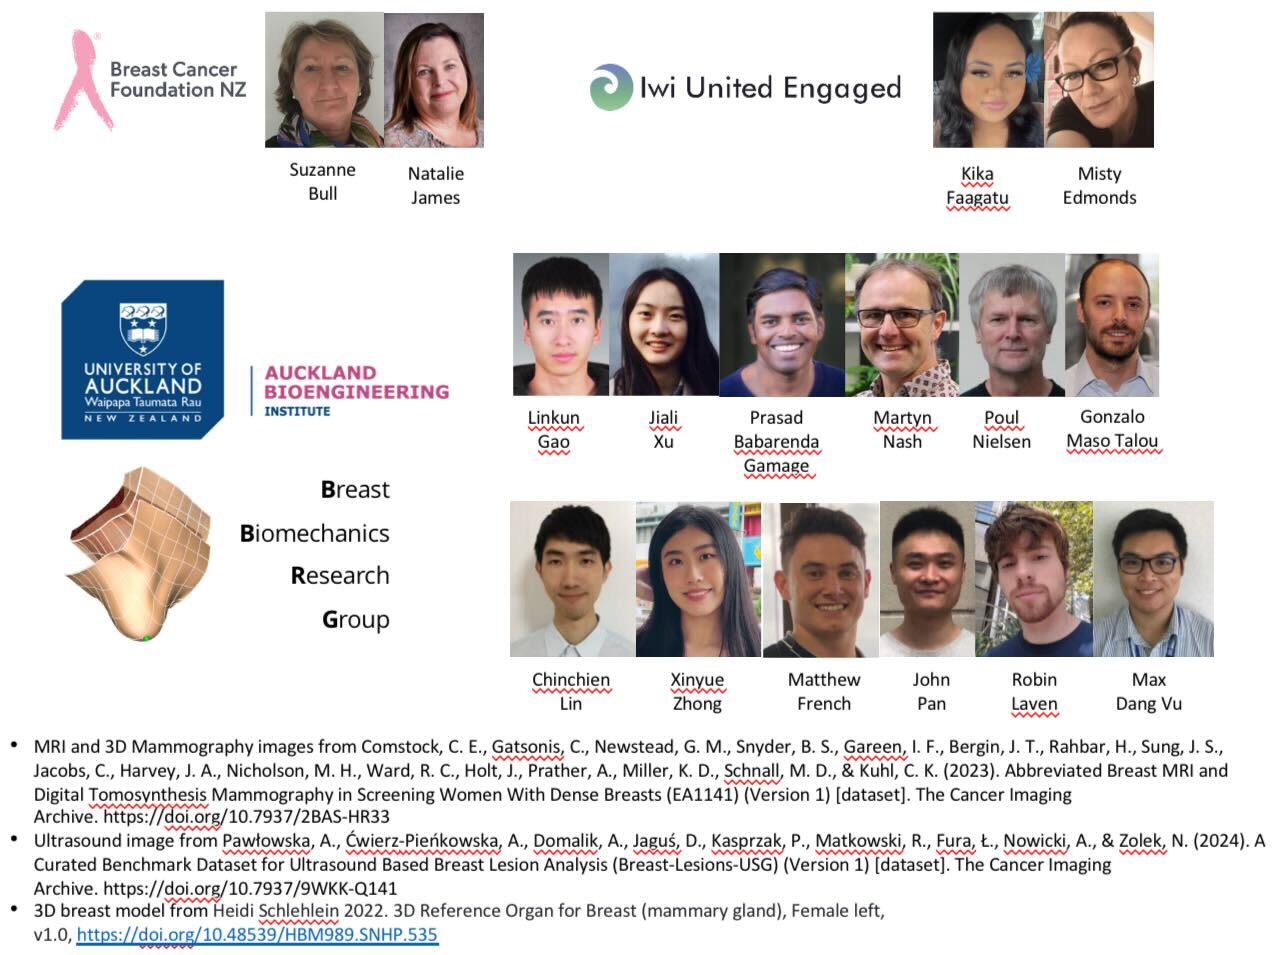 Breast Cancer
Foundation NZ
Suzanne
Bull
Natalie
James
Iwi United Engaged
Kika
Faagatu
Misty
Edmonds
UNIVERSITY OF
AUCKLAND
Waipapa Taumata Rau
NEW ZEALAND
AUCKLAND
BIOENGINEERING
INSTITUTE
Linkun
Gao
Jiali
Xu
Prasad
Babarenda
Gamage
Martyn
Nash
Poul
Nielsen
Gonzalo
Maso Talou
Breast
Biomechanics
Research
Group
Chinchien
Lin
Xinyue
Zhong
Matthew
French
John
Pan
Robin
Laven
Max
Dang Vu
• MRI and 3D Mammography images from Comstock, C. E., Gatsonis, C., Newstead, G. M., Snyder, B. S., Gareen, I. F., Bergin, J. T., Rahbar, H., Sung, J. S.,
Jacobs, C., Harvey, J. A., Nicholson, M. H., Ward, R. C., Holt, J., Prather, A., Miller, K. D., Schnall, M. D., & Kuhl, C. K. (2023). Abbreviated Breast MRI and
Digital Tomosynthesis Mammography in Screening Women With Dense Breasts (EA1141) (Version 1) [dataset]. The Cancer Imaging
Archive. https://doi.org/10.7937/2BAS-HR33
• Ultrasound image from Pawłowska, A., Ćwierz-Pieńkowska, A., Domalik, A., Jaguś, D., Kasprzak, P., Matkowski, R., Fura, Ł., Nowicki, A., & Zolek, N. (2024). A
Curated Benchmark Dataset for Ultrasound Based Breast Lesion Analysis (Breast-Lesions-USG) (Version 1) [dataset]. The Cancer Imaging
Archive. https://doi.org/10.7937/9WKK-Q141
• 3D breast model from Heidi Schlehlein 2022. 3D Reference Organ for Breast (mammary gland), Female left,
v1.0, https://doi.org/10.48539/HBM989.SNHP.535